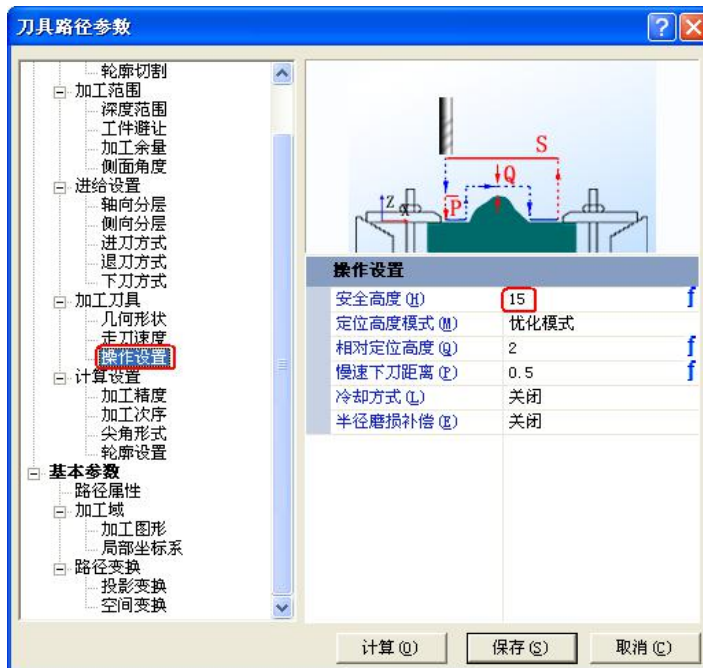 刀具路径参数
轮廓切割
加工范围
深度范围
工件避让
加工余量
侧面角度
进给设置
轴向分层
侧向分层
进刀方式
退刀方式
下刀方式
加工刀具
几何形状
走刀速度
操作设置
计算设置
加工精度
加工次序
尖角形式
轮廓设置
基本参数
路径属性
加工域
加工图形
局部坐标系
路径变换
投影变换
空间变换
S
Q
P
Z
X
操作设置
安全高度(H) 15 f
定位高度模式(M) 优化模式
相对定位高度(Q) 2 f
慢速下刀距离(P) 0.5 f
冷却方式(L) 关闭
半径磨损补偿(E) 关闭
计算(O) 保存(S) 取消(C)